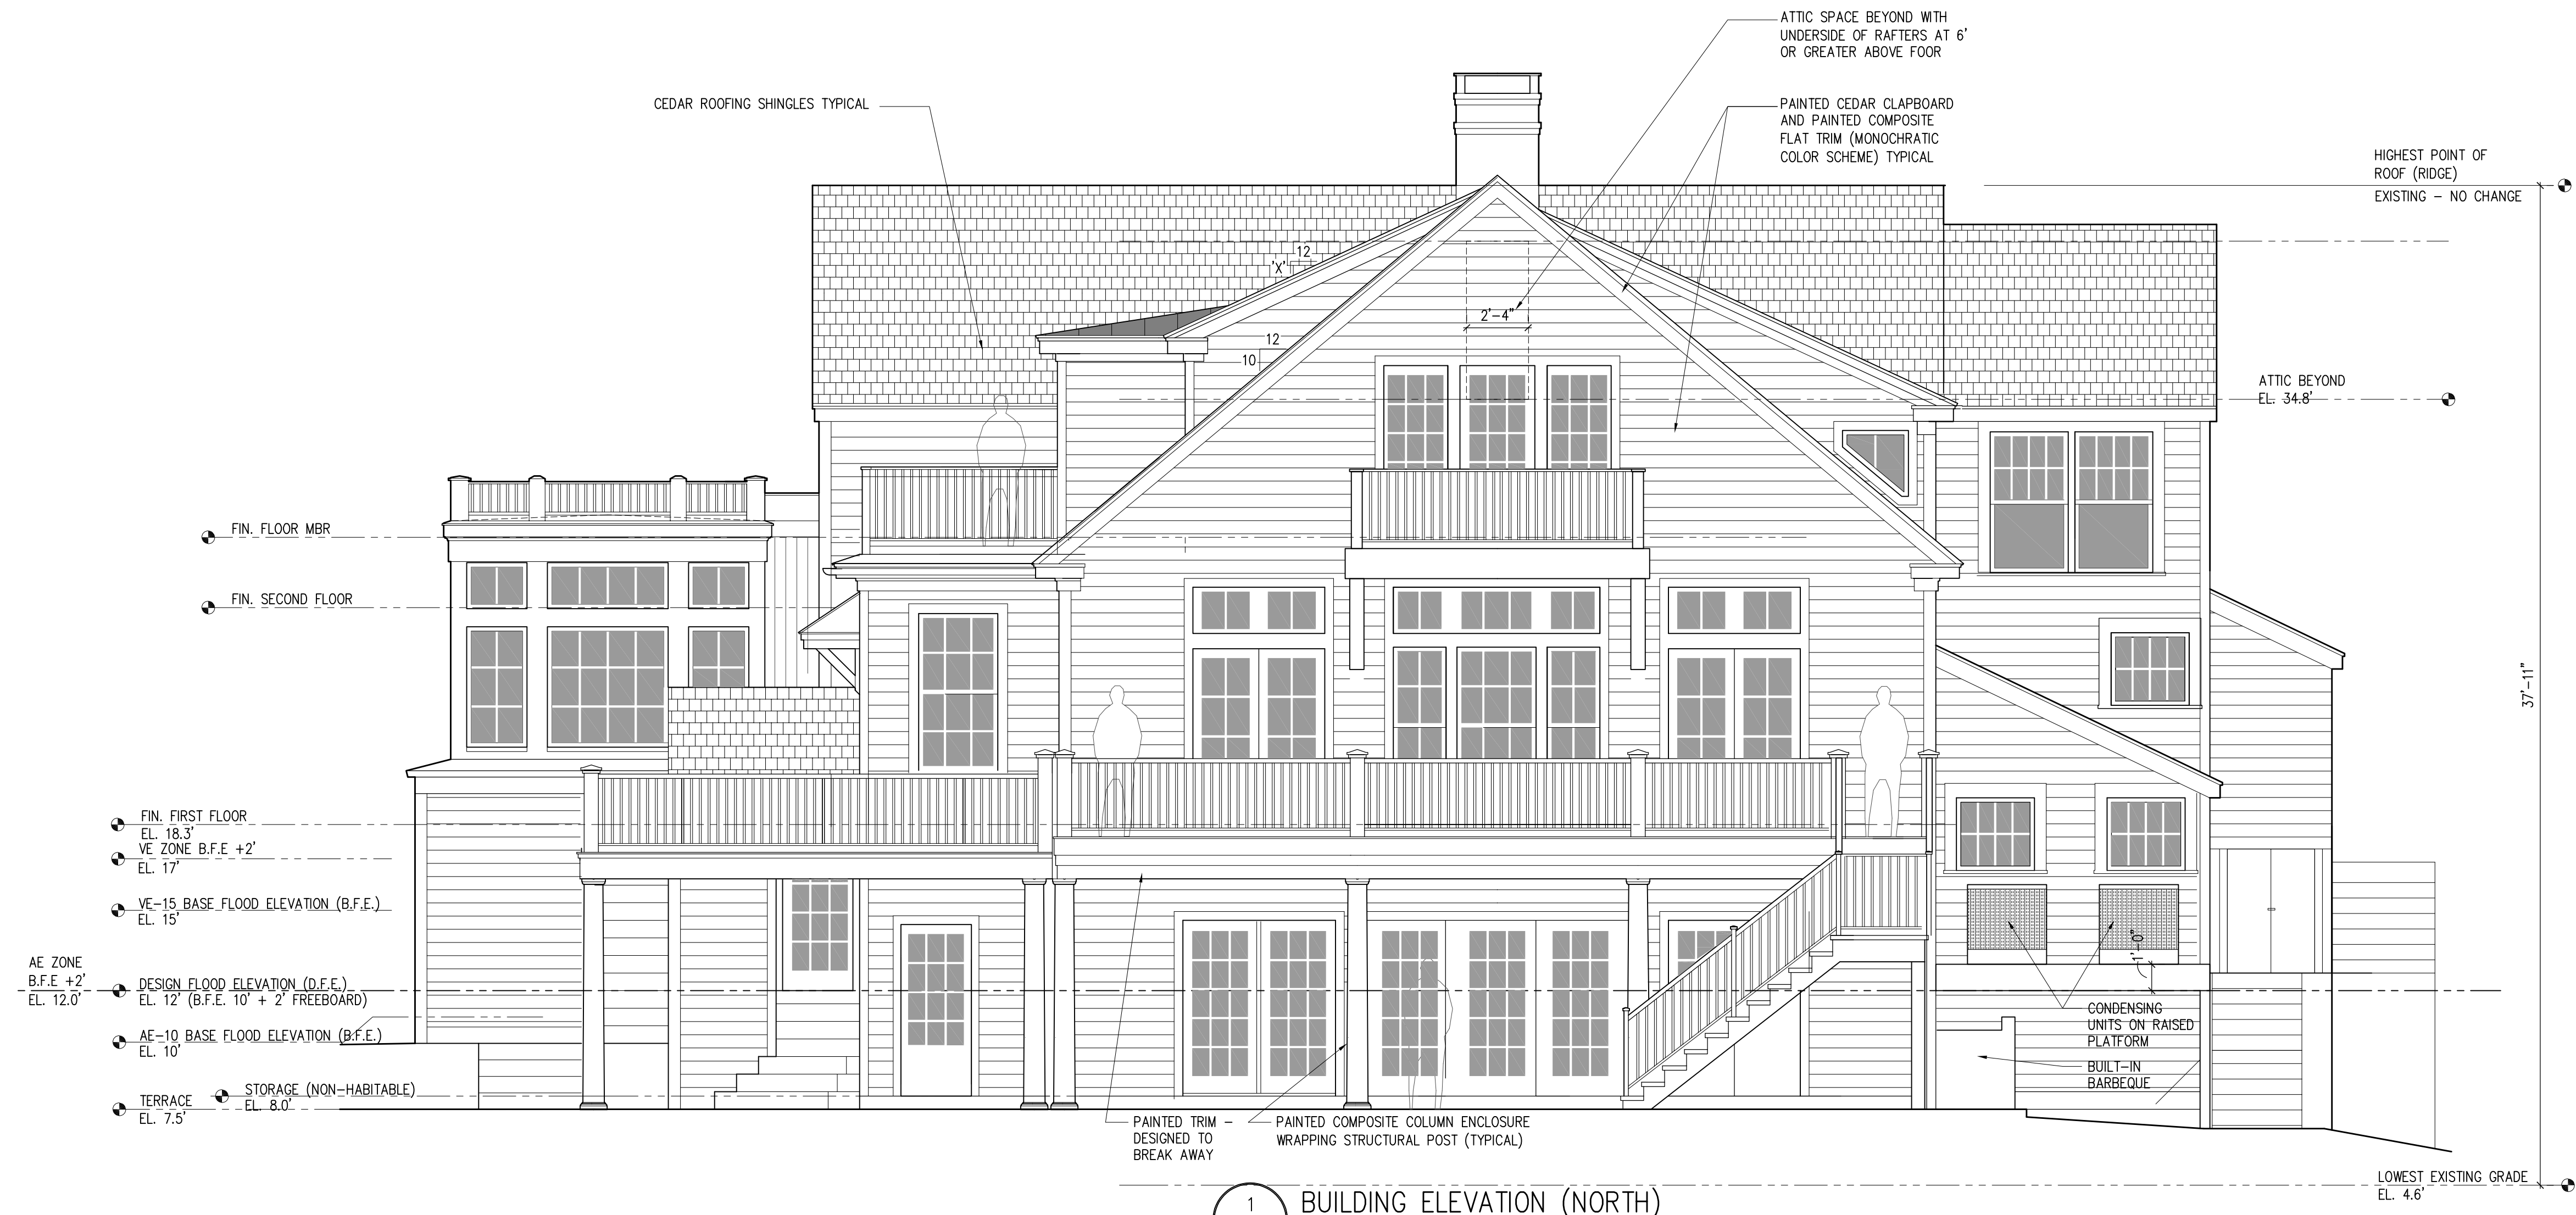 ATTIC SPACE BEYOND WITH
UNDERSIDE OF RAFTERS AT 6'
OR GREATER ABOVE FOOR
CEDAR ROOFING SHINGLES TYPICAL
PAINTED CEDAR CLAPBOARD
AND PAINTED COMPOSITE
FLAT TRIM (MONOCHRATIC
COLOR SCHEME) TYPICAL
HIGHEST POINT OF
ROOF (RIDGE)
EXISTING – NO CHANGE
12
'X'
2'–4"
12
10
ATTIC BEYOND
EL. 34.8'
FIN. FLOOR MBR
FIN. SECOND FLOOR
37'–11"
FIN. FIRST FLOOR
EL. 18.3'
VE ZONE B.F.E +2'
EL. 17'
VE–15 BASE FLOOD ELEVATION (B.F.E.)
EL. 15'
AE ZONE
B.F.E +2'
EL. 12.0'
DESIGN FLOOD ELEVATION (D.F.E.)
EL. 12' (B.F.E. 10' + 2' FREEBOARD)
1'–0"
AE–10 BASE FLOOD ELEVATION (B.F.E.)
EL. 10'
CONDENSING
UNITS ON RAISED
PLATFORM
BUILT–IN
BARBEQUE
STORAGE (NON–HABITABLE)
EL. 8.0'
TERRACE
EL. 7.5'
PAINTED TRIM –
DESIGNED TO
BREAK AWAY
PAINTED COMPOSITE COLUMN ENCLOSURE
WRAPPING STRUCTURAL POST (TYPICAL)
LOWEST EXISTING GRADE
EL. 4.6'
1
BUILDING ELEVATION (NORTH)